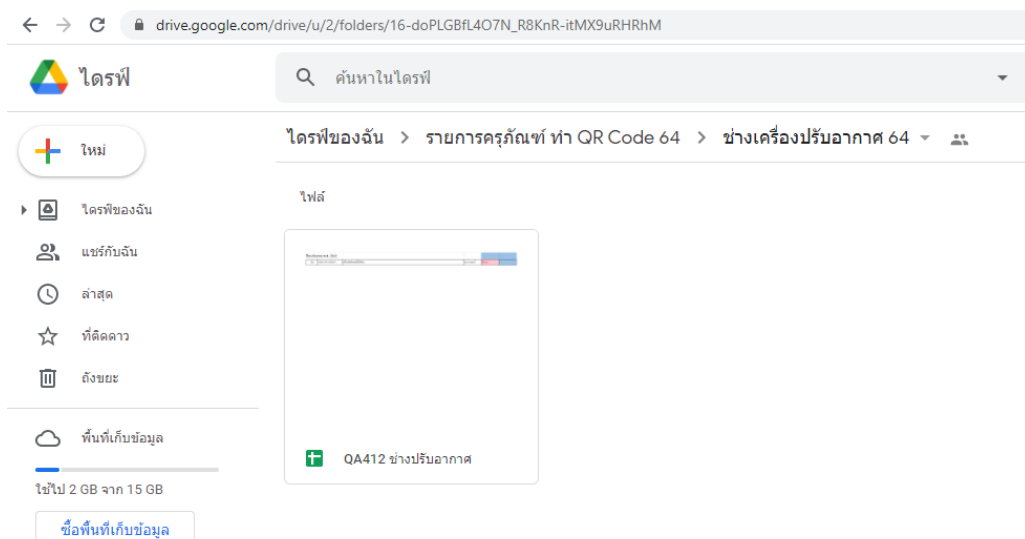 drive.google.com/drive/u/2/folders/16-doPLGBfL4O7N_R8KnR-itMX9uRHRhM
ไดรฟ์
ค้นหาในไดรฟ์
ใหม่
ไดรฟ์ของฉัน > รายการครุภัณฑ์ ทำ QR Code 64 > ช่างเครื่องปรับอากาศ 64
ไฟล์
ไดรฟ์ของฉัน
แชร์กับฉัน
ล่าสุด
ที่ติดดาว
ถังขยะ
พื้นที่เก็บข้อมูล
ใช้ไป 2 GB จาก 15 GB
ซื้อพื้นที่เก็บข้อมูล
QA412 ช่างปรับอากาศ